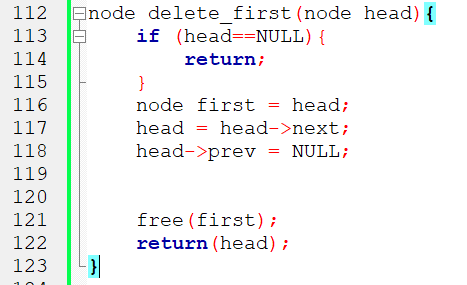 112 node delete_first(node head){
113     if (head==NULL){
114         return;
115     }
116     node first = head;
117     head = head->next;
118     head->prev = NULL;
119
120
121     free(first);
122     return(head);
123 }